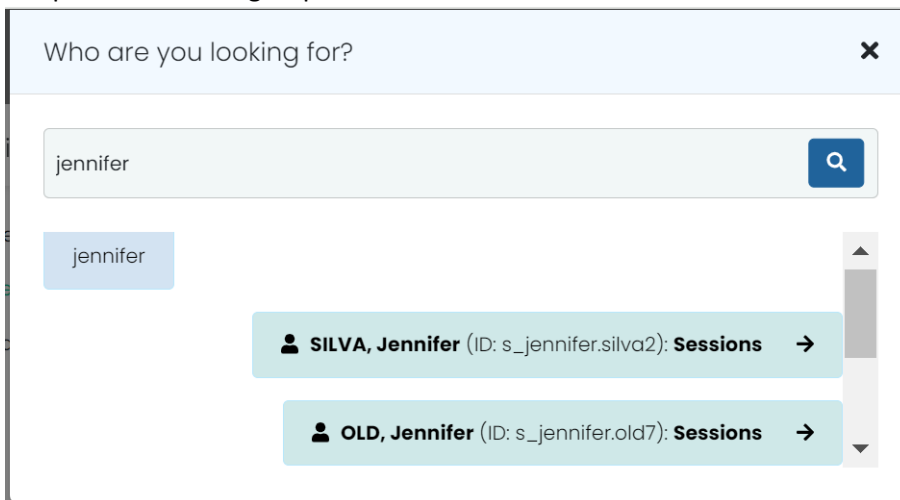 Who are you looking for?
jennifer
jennifer
SILVA, Jennifer (ID: s_jennifer.silva2): Sessions
OLD, Jennifer (ID: s_jennifer.old7): Sessions